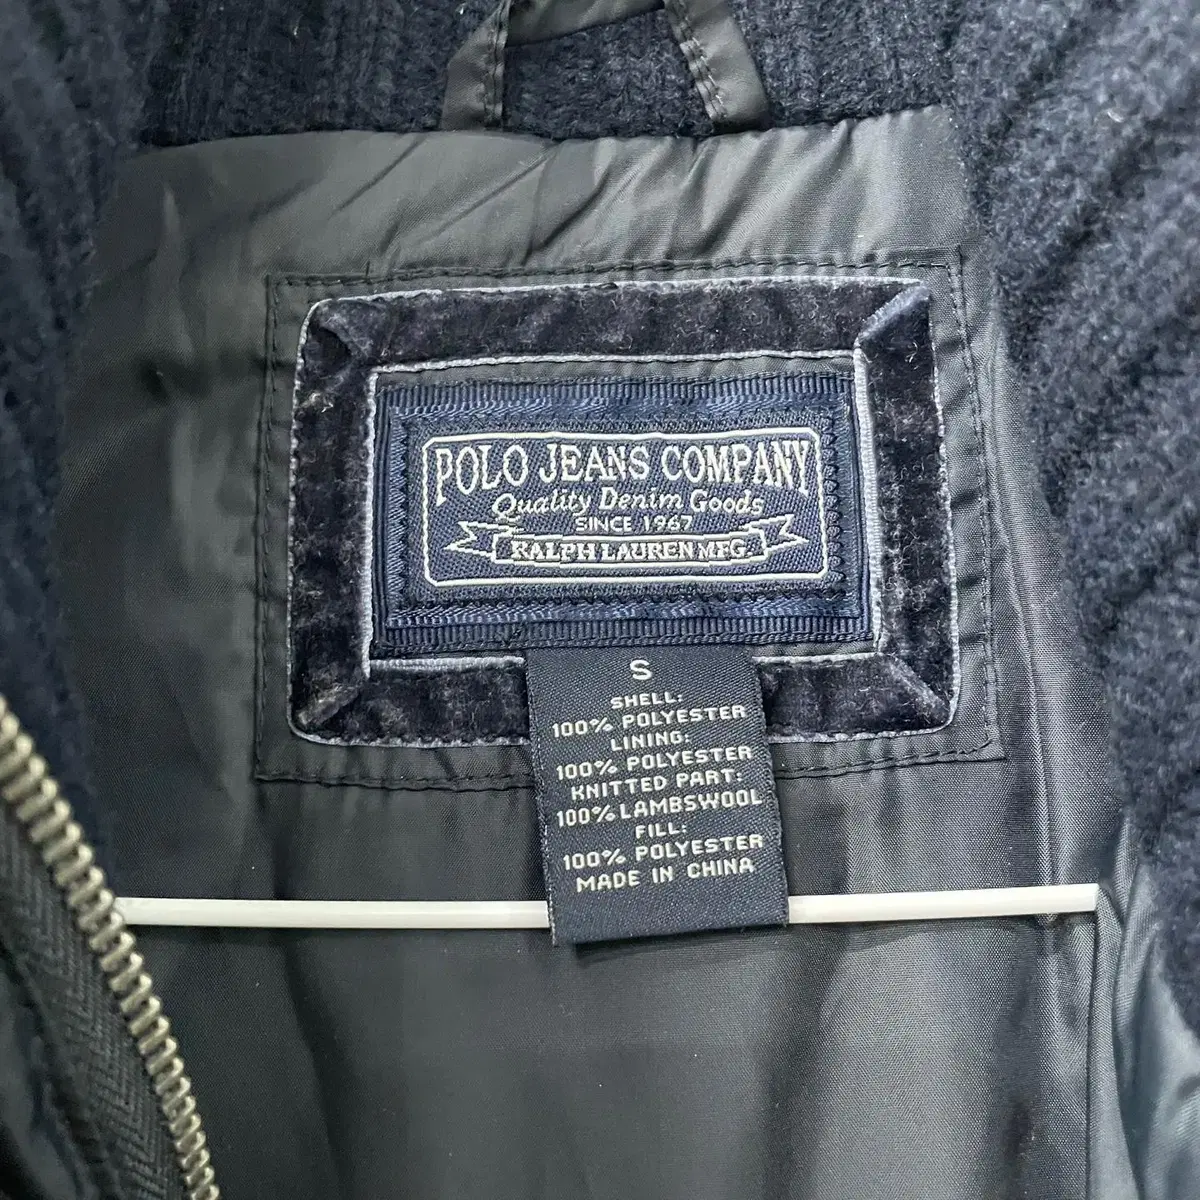 POLO JEANS COMPANY
Quality Denim Goods
SINCE 1967
RALPH LAUREN MFG.
S
SHELL:
100% POLYESTER
LINING:
100% POLYESTER
KNITTED PART:
100% LAMBSWOOL
FILL:
100% POLYESTER
MADE IN CHINA